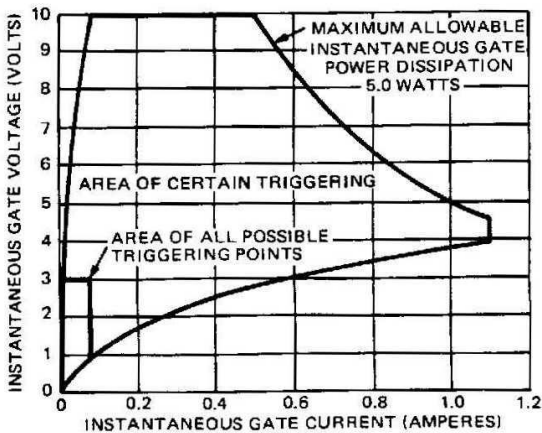 INSTANTANEOUS GATE VOLTAGE (VOLTS)
10
9
8
7
6
5
4
3
2
1
0
MAXIMUM ALLOWABLE
INSTANTANEOUS GATE
POWER DISSIPATION
5.0 WATTS
AREA OF CERTAIN TRIGGERING
AREA OF ALL POSSIBLE
TRIGGERING POINTS
0
0.2
0.4
0.6
0.8
1.0
1.2
INSTANTANEOUS GATE CURRENT (AMPERES)